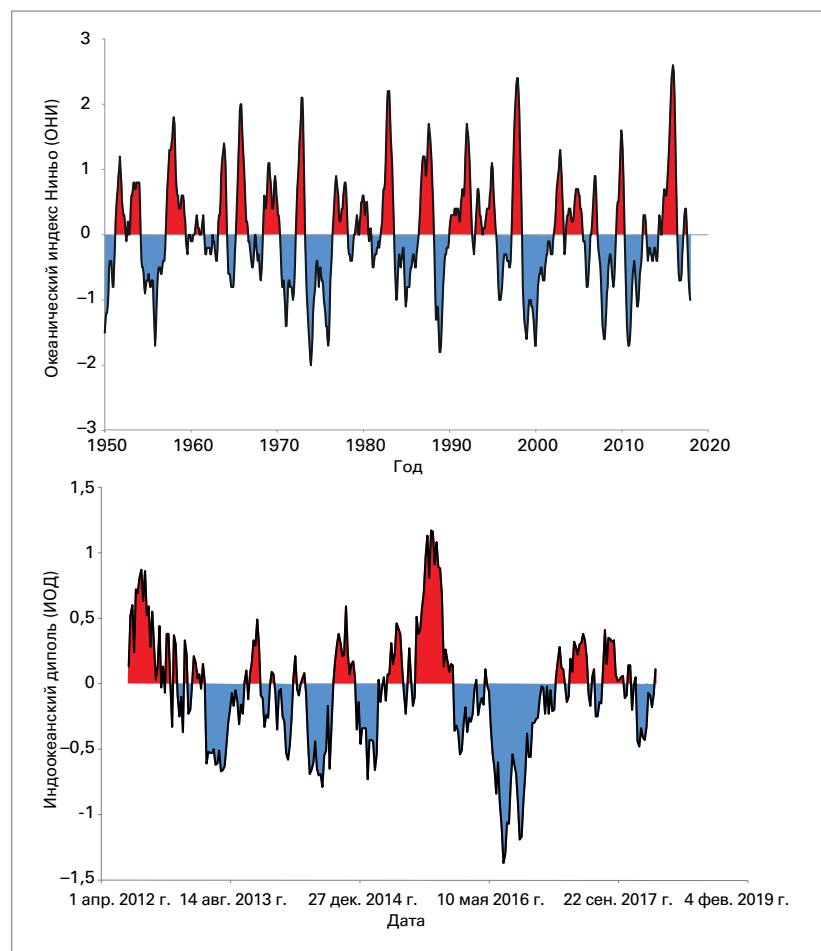 Океанический индекс Ниньо (ОНИ)
3
2
1
0
–1
–2
–3
1950 1960 1970 1980 1990 2000 2010 2020
Год
Индоокеанский диполь (ИОД)
1,5
1
0,5
0
–0,5
–1
–1,5
1 апр. 2012 г. 14 авг. 2013 г. 27 дек. 2014 г. 10 мая 2016 г. 22 сен. 2017 г. 4 фев. 2019 г.
Дата